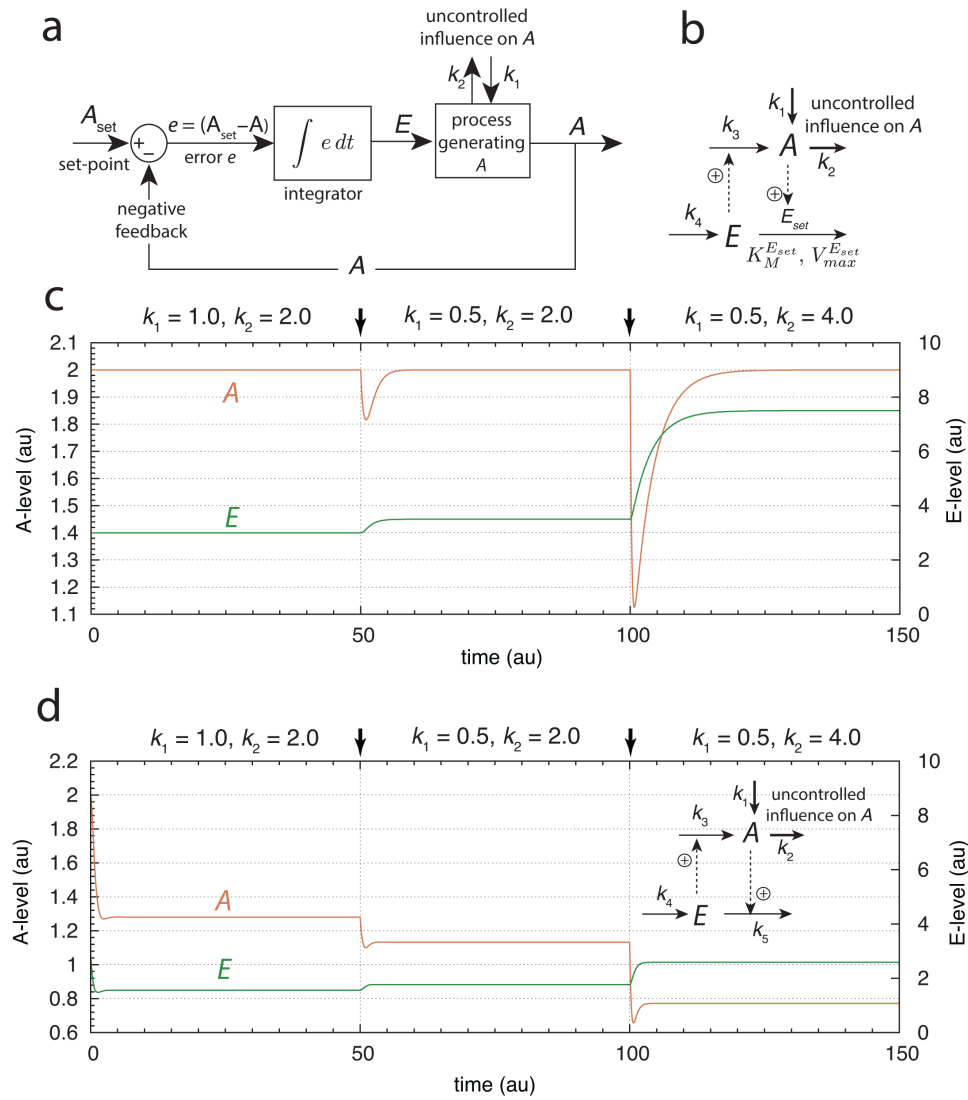 a
uncontrolled
influence on A
k2 k1
Aset
set-point
+ −
e = (Aset−A)
error e
∫ e dt
integrator
E
process
generating
A
A
negative
feedback
A
b
k1
uncontrolled
influence on A
k3
A
k2
+
+
k4
E
Eset
K_M^Eset, V_max^Eset
c
k1 = 1.0, k2 = 2.0
k1 = 0.5, k2 = 2.0
k1 = 0.5, k2 = 4.0
2.1
2
1.9
1.8
1.7
1.6
1.5
1.4
1.3
1.2
1.1
A-level (au)
A
E
10
8
6
4
2
0
E-level (au)
0 50 100 150
time (au)
d
k1 = 1.0, k2 = 2.0
k1 = 0.5, k2 = 2.0
k1 = 0.5, k2 = 4.0
2.2
2
1.8
1.6
1.4
1.2
1
0.8
0.6
A-level (au)
A
E
k1
uncontrolled
influence on A
k3
A
k2
+
+
k4
E
k5
10
8
6
4
2
0
E-level (au)
0 50 100 150
time (au)